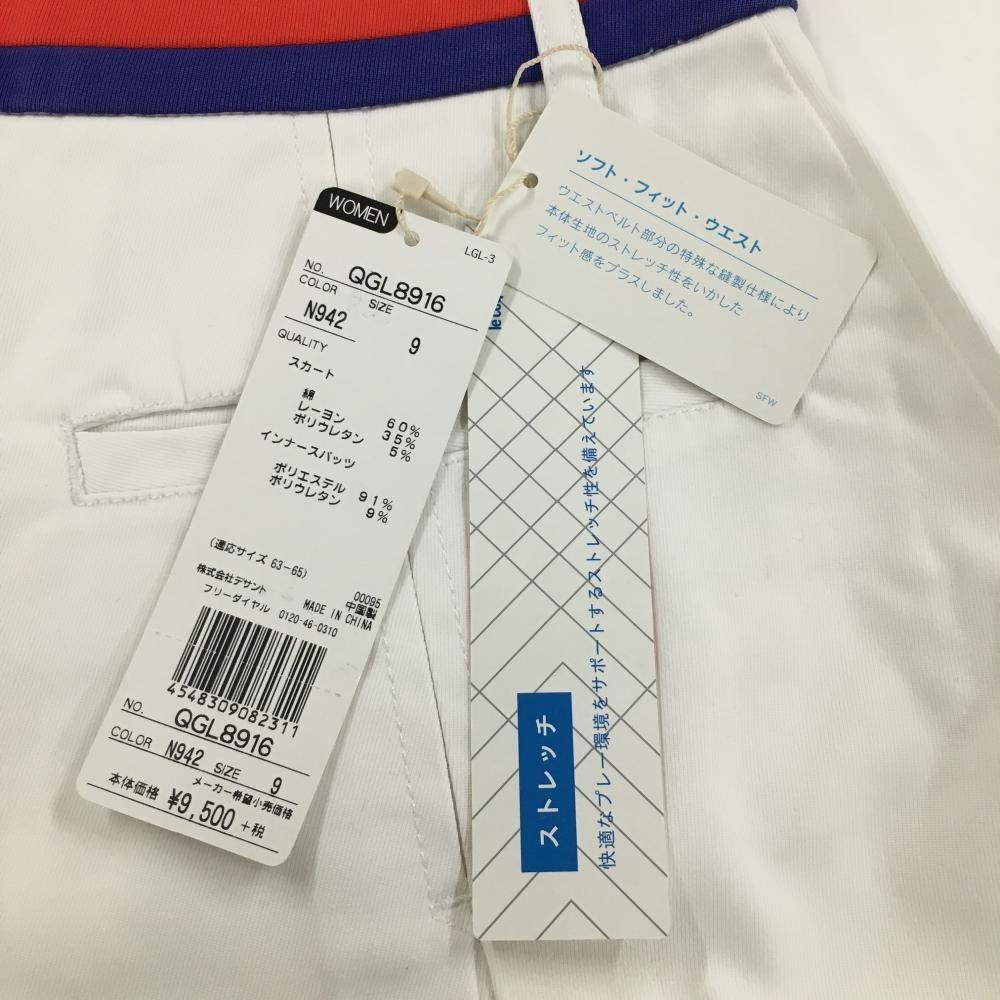 WOMEN
LGL-3
NO. QGL8916
COLOR SIZE
N942 9
QUALITY
スカート
綿 60%
レーヨン 35%
ポリウレタン 5%
インナースパッツ
ポリエステル 91%
ポリウレタン 9%
(適応サイズ 63-65)
株式会社デサント 00095
フリーダイヤル 0120-46-0310
中国製
MADE IN CHINA
4548309082311
NO. QGL8916
COLOR N942 SIZE 9
メーカー希望小売価格
本体価格 ¥9,500 +税
ソフト・フィット・ウエスト
ウエストベルト部分の特殊な縫製仕様により
本体生地のストレッチ性をいかした
フィット感をプラスしました。
SFW
ストレッチ
快適なプレー環境をサポートするストレッチ性を備えています